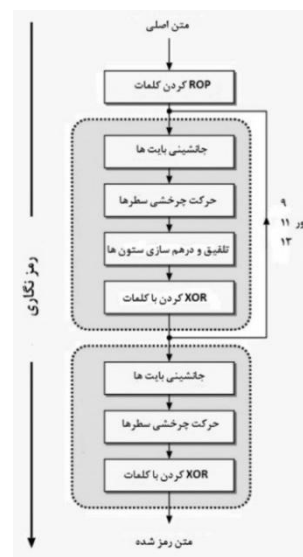 متن اصلی
ROP کردن کلمات
جانشینی بایت ها
حرکت چرخشی سطرها
تلفیق و درهم سازی ستون ها
XOR کردن با کلمات
۹
۱۱ ور
۱۳
رمز نگاری
جانشینی بایت ها
حرکت چرخشی سطرها
XOR کردن با کلمات
متن رمز شده